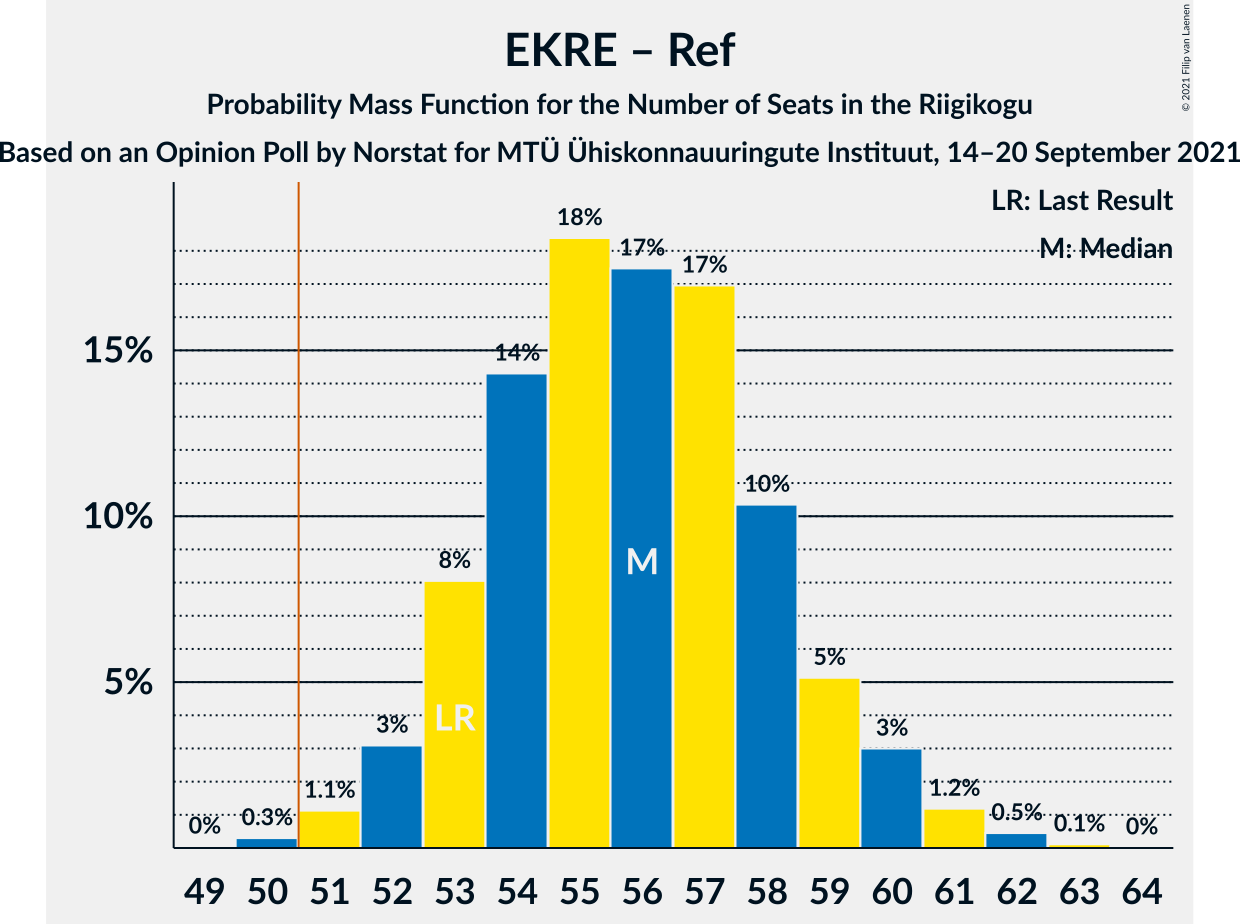 EKRE – Ref
Probability Mass Function for the Number of Seats in the Riigikogu
Based on an Opinion Poll by Norstat for MTÜ Ühiskonnauuringute Instituut, 14–20 September 2021
© 2021 Filip van Laenen
LR: Last Result
M: Median
18%
17%
17%
15%
14%
10%
10%
M
8%
5%
5%
LR
3%
3%
1.1%
1.2%
0%
0.3%
0.5%
0.1%
0%
49 50 51 52 53 54 55 56 57 58 59 60 61 62 63 64